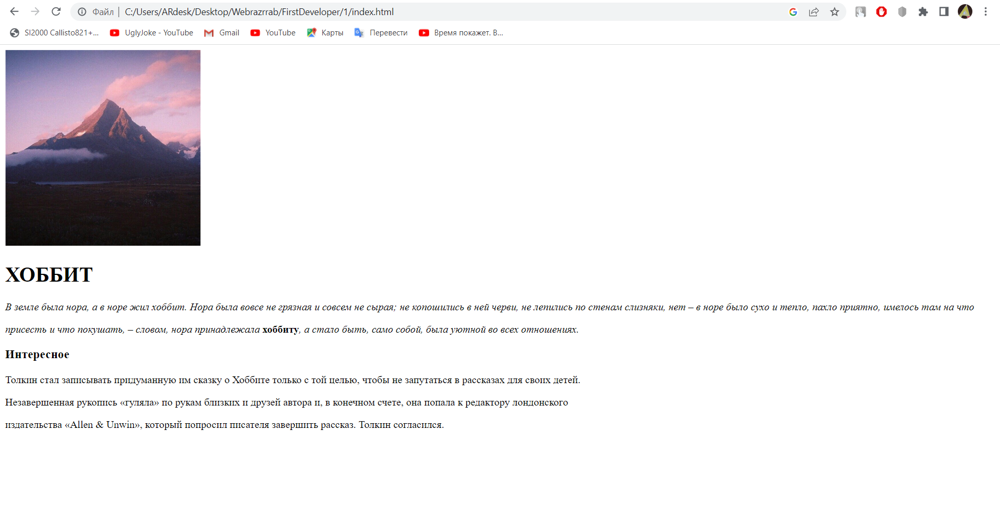 Файл | C:/Users/ARdesk/Desktop/Webrazrrab/FirstDeveloper/1/index.html
SI2000 Callisto821+... UglyJoke - YouTube Gmail YouTube Карты Перевести Время покажет. В...
ХОББИТ
В земле была нора, а в норе жил хоббит. Нора была вовсе не грязная и совсем не сырая; не копошились в ней черви, не лепились по стенам слизняки, нет – в норе было сухо и тепло, пахло приятно, имелось там на что
присесть и что покушать, – словом, нора принадлежала хоббиту, а стало быть, само собой, была уютной во всех отношениях.
Интересное
Толкин стал записывать придуманную им сказку о Хоббите только с той целью, чтобы не запутаться в рассказах для своих детей.
Незавершенная рукопись «гуляла» по рукам близких и друзей автора и, в конечном счете, она попала к редактору лондонского
издательства «Allen & Unwin», который попросил писателя завершить рассказ. Толкин согласился.